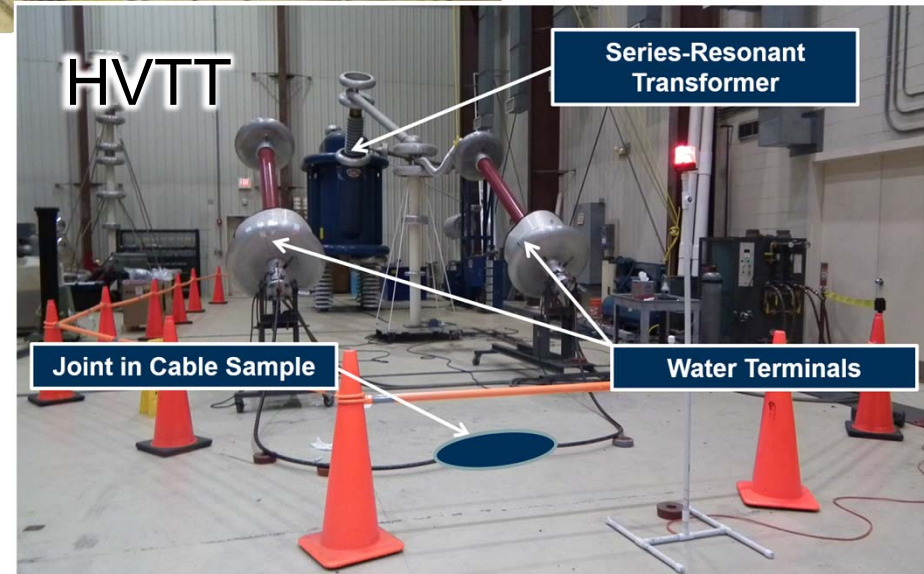 HVTT
Series-Resonant
Transformer
Joint in Cable Sample
Water Terminals